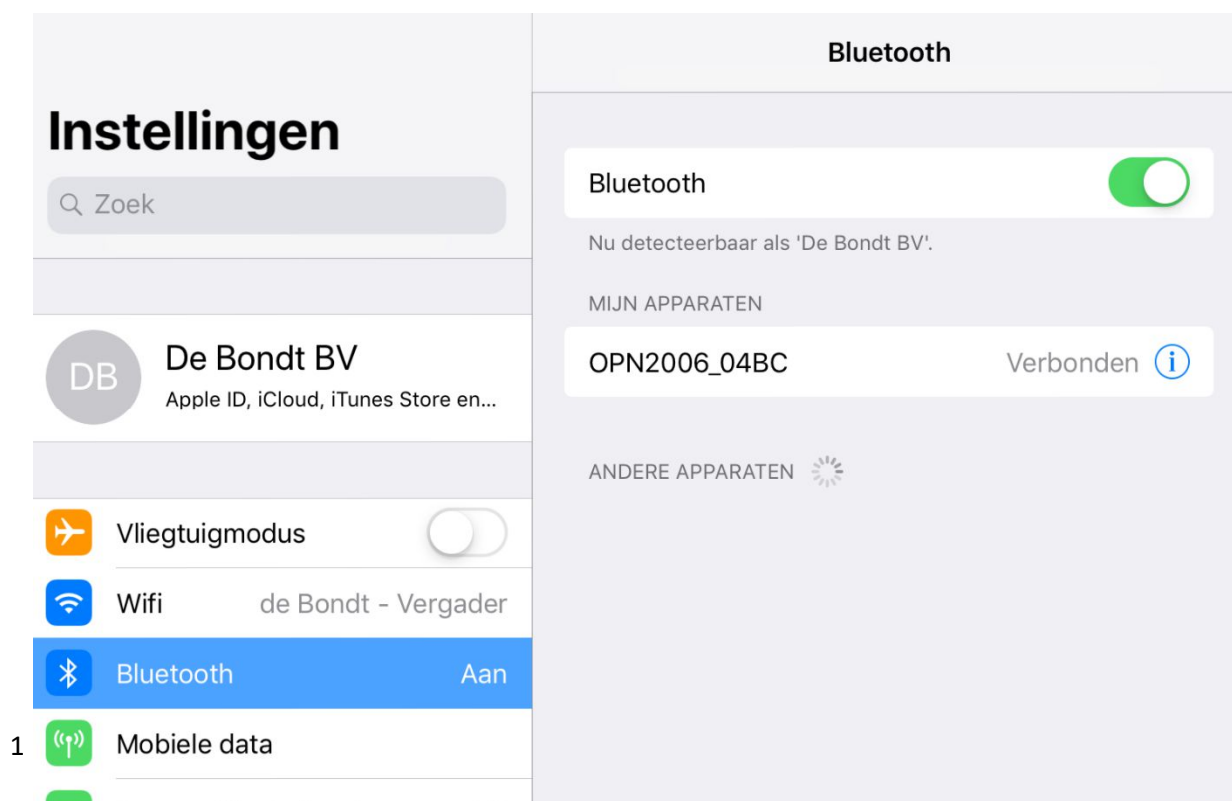 Instellingen
Zoek
DB
De Bondt BV
Apple ID, iCloud, iTunes Store en...
Vliegtuigmodus
Wifi de Bondt - Vergader
Bluetooth Aan
1 Mobiele data
Bluetooth
Bluetooth
Nu detecteerbaar als 'De Bondt BV'.
MIJN APPARATEN
OPN2006_04BC Verbonden i
ANDERE APPARATEN